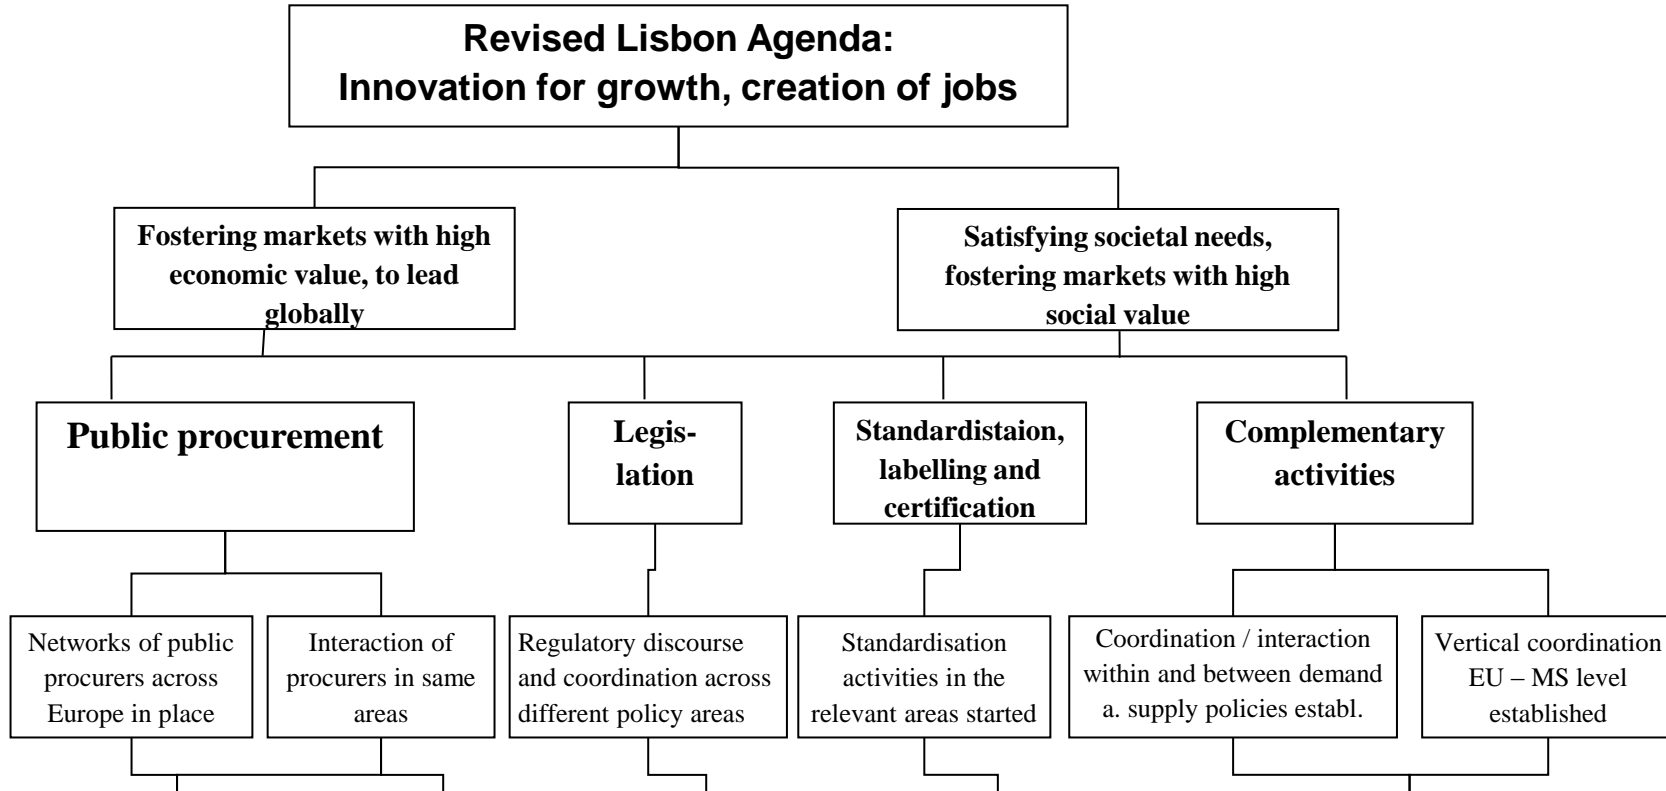 Revised Lisbon Agenda:
Innovation for growth, creation of jobs
Fostering markets with high
economic value, to lead
globally
Satisfying societal needs,
fostering markets with high
social value
Public procurement
Legis-
lation
Standardistaion,
labelling and
certification
Complementary
activities
Networks of public
procurers across
Europe in place
Interaction of
procurers in same
areas
Regulatory discourse
and coordination across
different policy areas
Standardisation
activities in the
relevant areas started
Coordination / interaction
within and between demand
a. supply policies establ.
Vertical coordination
EU – MS level
established